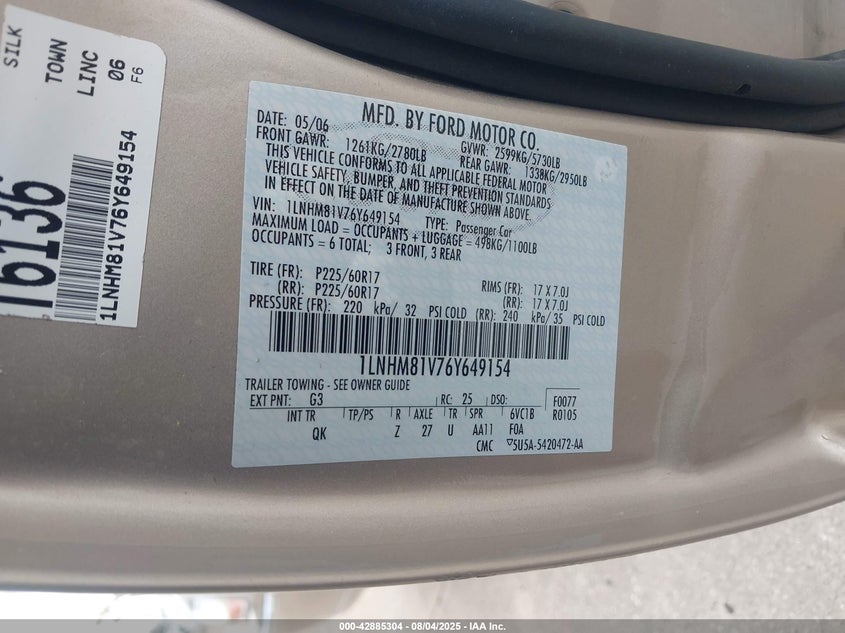 SILK
TOWN
LINC
06
F6
16136
1LNHM81V76Y649154
MFD. BY FORD MOTOR CO.
DATE: 05/06 GVWR: 2599KG/5730LB
FRONT GAWR: 1261KG/2780LB REAR GAWR: 1338KG/2950LB
THIS VEHICLE CONFORMS TO ALL APPLICABLE FEDERAL MOTOR
VEHICLE SAFETY, BUMPER, AND THEFT PREVENTION STANDARDS
IN EFFECT ON THE DATE OF MANUFACTURE SHOWN ABOVE.
VIN: 1LNHM81V76Y649154 TYPE: Passenger Car
MAXIMUM LOAD = OCCUPANTS + LUGGAGE = 498KG/1100LB
OCCUPANTS = 6 TOTAL; 3 FRONT, 3 REAR
TIRE (FR): P225/60R17 RIMS (FR): 17 X 7.0J
(RR): P225/60R17 (RR): 17 X 7.0J
PRESSURE (FR): 220 kPa/ 32 PSI COLD (RR): 240 kPa/ 35 PSI COLD
1LNHM81V76Y649154
TRAILER TOWING - SEE OWNER GUIDE
EXT PNT: G3 RC: 25 DSO: F0077
INT TR TP/PS R AXLE TR SPR 6VC1B R0105
QK Z 27 U AA11 F0A
CMC ▽5U5A-5420472-AA
000-42885304 - 08/04/2025 - IAA Inc.